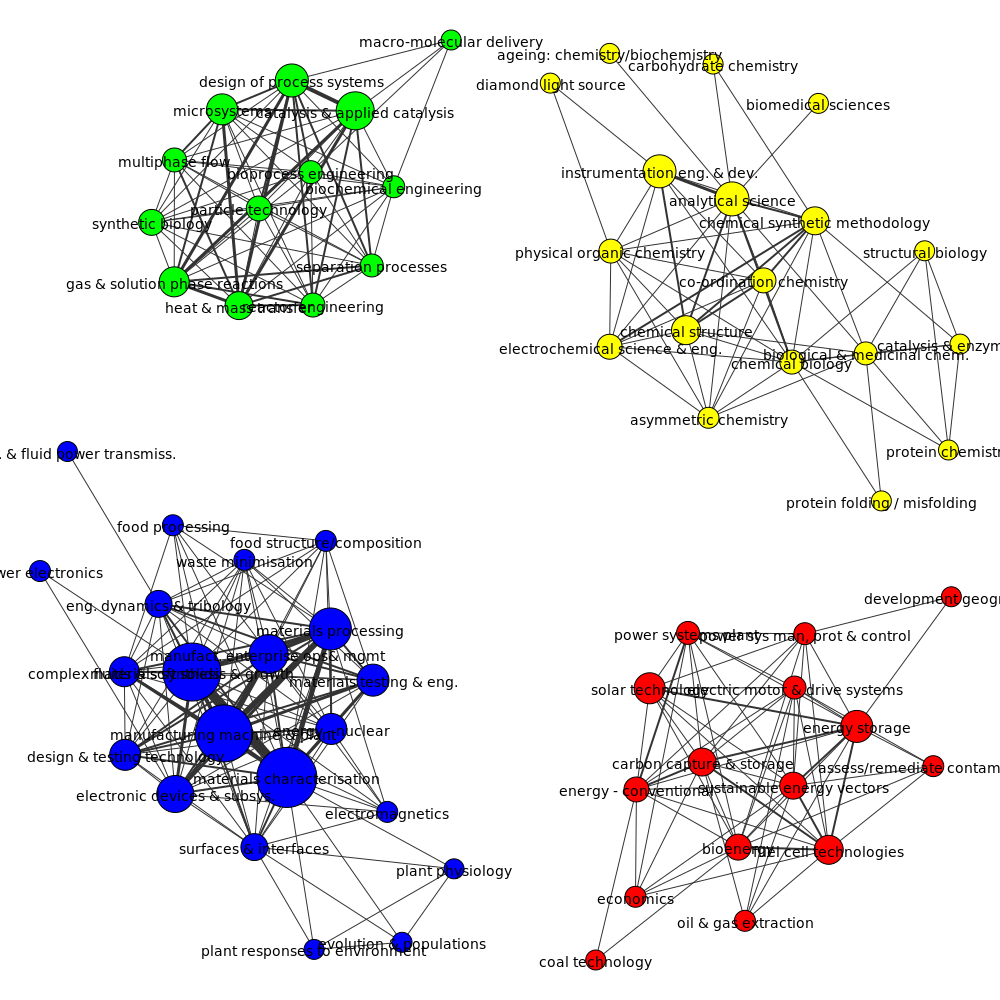 macro-molecular delivery
design of process systems
microsystems
catalysis & applied catalysis
multiphase flow
bioprocess engineering
biochemical engineering
particle technology
synthetic biology
separation processes
gas & solution phase reactions
heat & mass transfer
reactor engineering
ageing: chemistry/biochemistry
carbohydrate chemistry
diamond light source
biomedical sciences
instrumentation eng. & dev.
analytical science
chemical synthetic methodology
physical organic chemistry
structural biology
co-ordination chemistry
chemical structure
electrochemical science & eng.
catalysis & enzym
biological & medicinal chem.
chemical biology
asymmetric chemistry
protein chemistr
protein folding / misfolding
. & fluid power transmiss.
food processing
food structure/composition
waste minimisation
wer electronics
eng. dynamics & tribology
materials processing
manufact. enterprise ops& mgmt
complex fluids & soft solids
materials testing & eng.
manufacturing machine & plant
energy - nuclear
design & testing technology
materials characterisation
electronic devices & subsys.
electromagnetics
surfaces & interfaces
plant physiology
evolution & populations
plant responses to environment
development geogr
power systems plant
power sys man, prot & control
solar technology
electric motor & drive systems
energy storage
carbon capture & storage
assess/remediate contam
energy - conventional
sustainable energy vectors
bioenergy
fuel cell technologies
economics
oil & gas extraction
coal technology